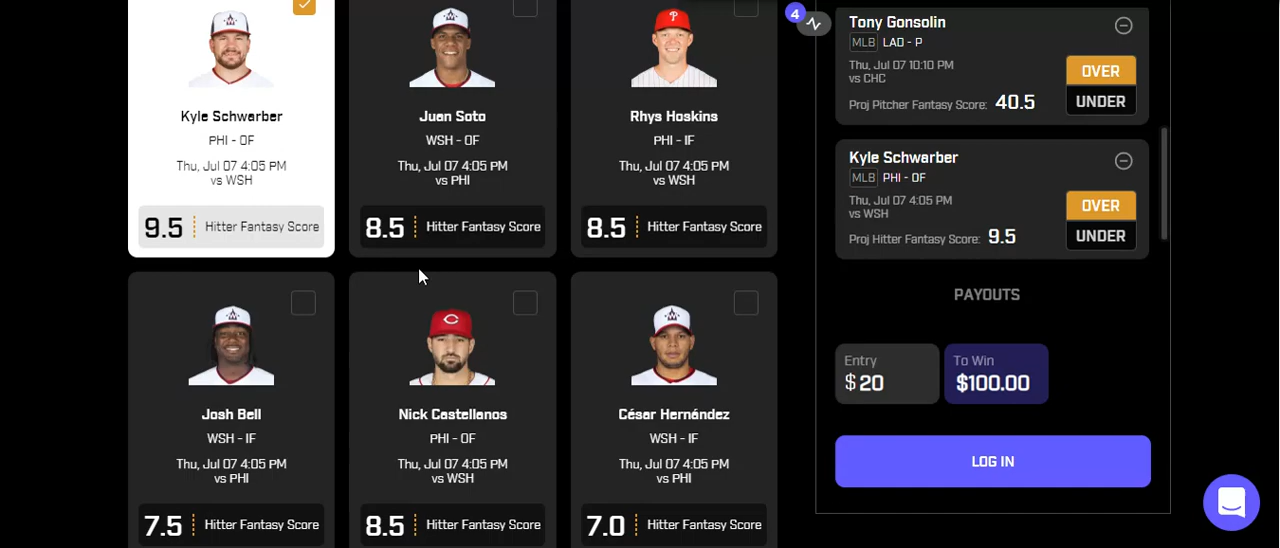 Kyle Schwarber
PHI - OF
Thu, Jul 07 4:05 PM
vs WSH
9.5 Hitter Fantasy Score
Juan Soto
WSH - OF
Thu, Jul 07 4:05 PM
vs PHI
8.5 Hitter Fantasy Score
Rhys Hoskins
PHI - IF
Thu, Jul 07 4:05 PM
vs WSH
8.5 Hitter Fantasy Score
Josh Bell
WSH - IF
Thu, Jul 07 4:05 PM
vs PHI
7.5 Hitter Fantasy Score
Nick Castellanos
PHI - OF
Thu, Jul 07 4:05 PM
vs WSH
8.5 Hitter Fantasy Score
César Hernández
WSH - IF
Thu, Jul 07 4:05 PM
vs PHI
7.0 Hitter Fantasy Score
4
Tony Gonsolin
MLB LAD - P
Thu, Jul 07 10:10 PM
vs CHC
Proj Pitcher Fantasy Score: 40.5
OVER
UNDER
Kyle Schwarber
MLB PHI - OF
Thu, Jul 07 4:05 PM
vs WSH
Proj Hitter Fantasy Score: 9.5
OVER
UNDER
PAYOUTS
Entry
$ 20
To Win
$100.00
LOG IN